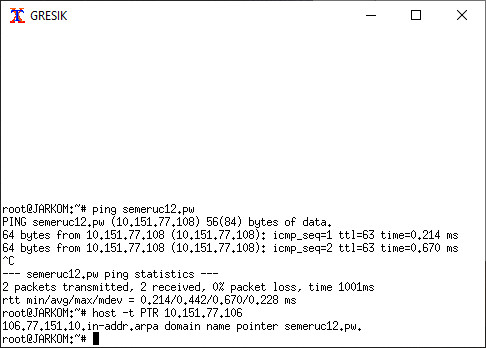 GRESIK
root@JARKOM:~# ping semeruc12.pw
PING semeruc12.pw (10.151.77.108) 56(84) bytes of data.
64 bytes from 10.151.77.108 (10.151.77.108): icmp_seq=1 ttl=63 time=0.214 ms
64 bytes from 10.151.77.108 (10.151.77.108): icmp_seq=2 ttl=63 time=0.670 ms
^C
--- semeruc12.pw ping statistics ---
2 packets transmitted, 2 received, 0% packet loss, time 1001ms
rtt min/avg/max/mdev = 0.214/0.442/0.670/0.228 ms
root@JARKOM:~# host -t PTR 10.151.77.106
106.77.151.10.in-addr.arpa domain name pointer semeruc12.pw.
root@JARKOM:~#